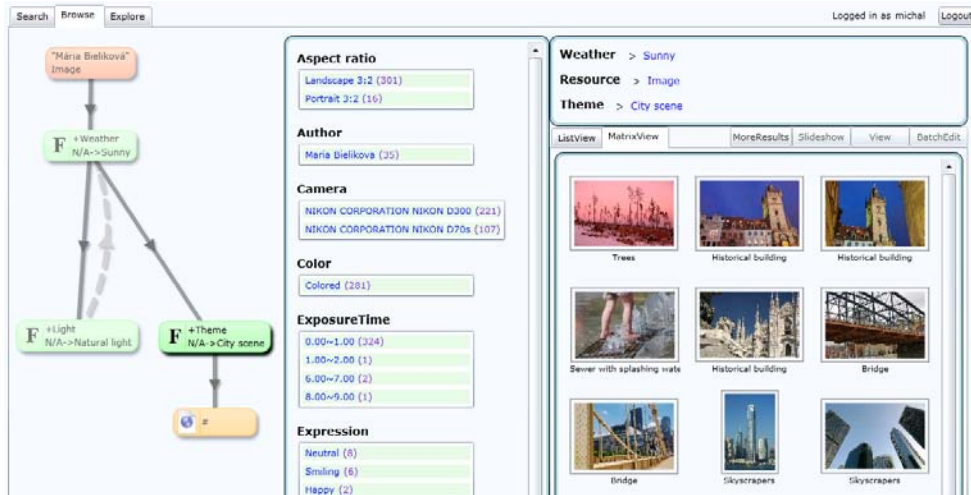 Search Browse Explore Logged in as michal Logout
"Mária Bieliková"
Image
F +Weather
N/A->Sunny
F +Light
N/A->Natural light
F +Theme
N/A->City scene
#
Aspect ratio
Landscape 3:2 (301)
Portrait 3:2 (16)
Author
Maria Bielikova (35)
Camera
NIKON CORPORATION NIKON D300 (221)
NIKON CORPORATION NIKON D70s (107)
Color
Colored (281)
ExposureTime
0.00~1.00 (324)
1.00~2.00 (1)
6.00~7.00 (2)
8.00~9.00 (1)
Expression
Neutral (8)
Smiling (6)
Happy (2)
Weather > Sunny
Resource > Image
Theme > City scene
ListView MatrixView MoreResults Slideshow View BatchEdit
Trees Historical building Historical building
Sewer with splashing wate Historical building Bridge
Bridge Skyscrapers Skyscrapers